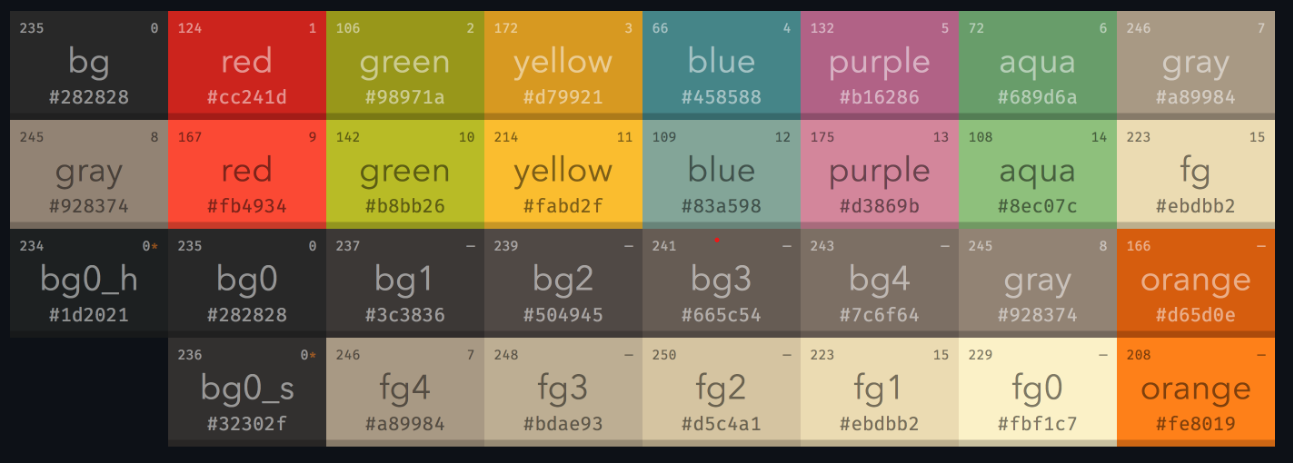 235 0 124 1 106 2 172 3 66 4 132 5 72 6 246 7
bg red green yellow blue purple aqua gray
#282828 #cc241d #98971a #d79921 #458588 #b16286 #689d6a #a89984
245 8 167 9 142 10 214 11 109 12 175 13 108 14 223 15
gray red green yellow blue purple aqua fg
#928374 #fb4934 #b8bb26 #fabd2f #83a598 #d3869b #8ec07c #ebdbb2
234 0* 235 0 237 – 239 – 241 – 243 – 245 8 166 –
bg0_h bg0 bg1 bg2 bg3 bg4 gray orange
#1d2021 #282828 #3c3836 #504945 #665c54 #7c6f64 #928374 #d65d0e
236 0* 246 7 248 – 250 – 223 15 229 – 208 –
bg0_s fg4 fg3 fg2 fg1 fg0 orange
#32302f #a89984 #bdae93 #d5c4a1 #ebdbb2 #fbf1c7 #fe8019